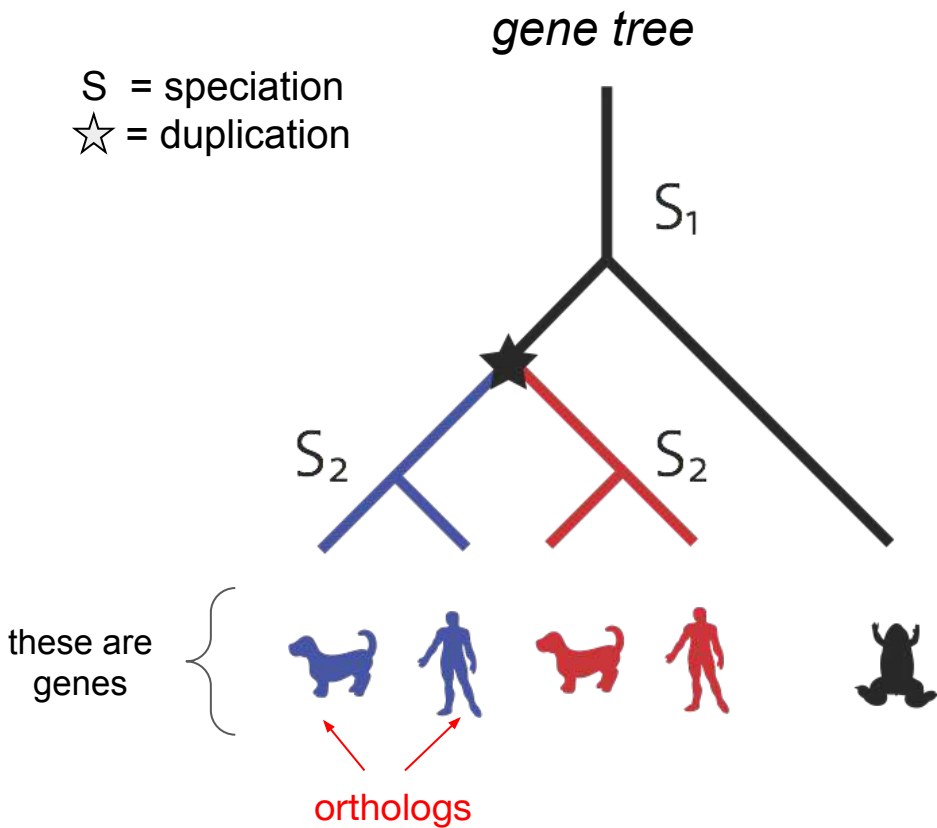 gene tree
S = speciation
= duplication
S₁
S₂
S₂
these are
genes
orthologs